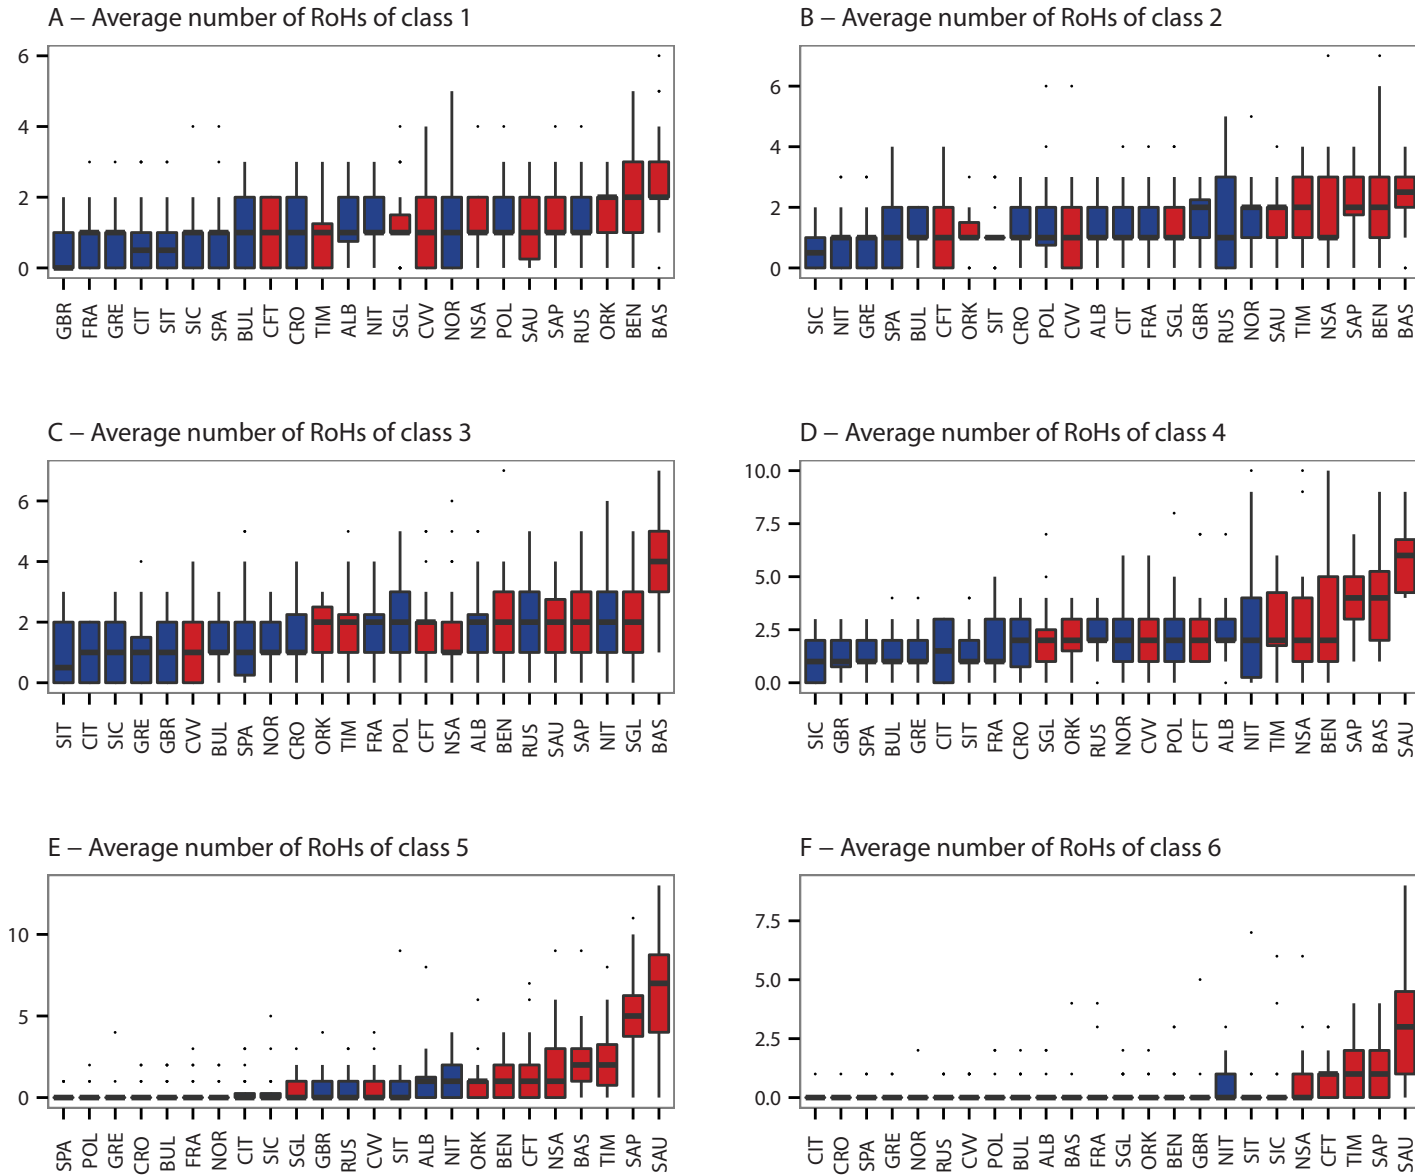 A – Average number of RoHs of class 1
6
4
2
0
GBR FRA GRE CIT SIT SIC SPA BUL CFT CRO TIM ALB NIT SGL CVV NOR NSA POL SAU SAP RUS ORK BEN BAS
B – Average number of RoHs of class 2
6
4
2
0
SIC NIT GRE SPA BUL CFT ORK SIT CRO POL CVV ALB CIT FRA SGL GBR RUS NOR SAU TIM NSA SAP BEN BAS
C – Average number of RoHs of class 3
6
4
2
0
SIT CIT SIC GRE GBR CVV BUL SPA NOR CRO ORK TIM FRA POL CFT NSA ALB BEN RUS SAU SAP NIT SGL BAS
D – Average number of RoHs of class 4
10.0
7.5
5.0
2.5
0.0
SIC GBR SPA BUL GRE CIT SIT FRA CRO SGL ORK RUS NOR CVV POL CFT ALB NIT TIM NSA BEN SAP BAS SAU
E – Average number of RoHs of class 5
10
5
0
SPA POL GRE CRO BUL FRA NOR CIT SIC SGL GBR RUS CVV SIT ALB NIT ORK BEN CFT NSA BAS TIM SAP SAU
F – Average number of RoHs of class 6
7.5
5.0
2.5
0.0
CIT CRO SPA GRE NOR RUS CVV POL BUL ALB BAS FRA SGL ORK BEN GBR NIT SIT SIC NSA CFT TIM SAP SAU